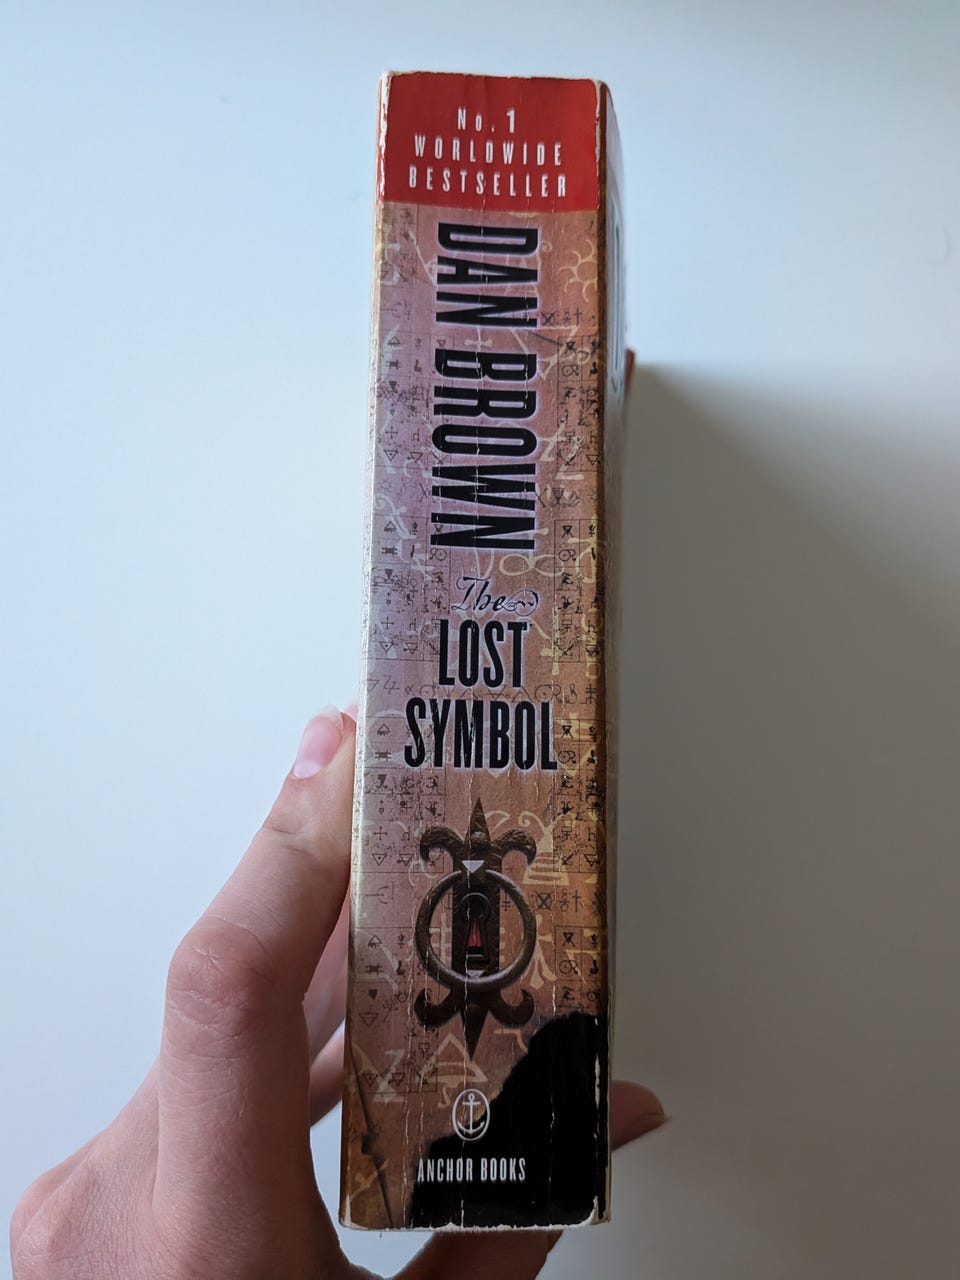 No. 1
WORLDWIDE
BESTSELLER
DAN BROWN
The
LOST
SYMBOL
ANCHOR BOOKS